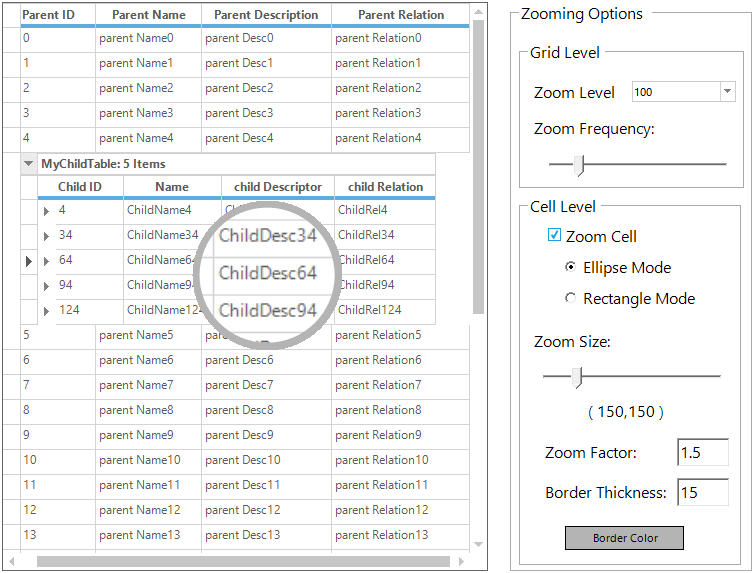 Parent ID Parent Name Parent Description Parent Relation
0 parent Name0 parent Desc0 parent Relation0
1 parent Name1 parent Desc1 parent Relation1
2 parent Name2 parent Desc2 parent Relation2
3 parent Name3 parent Desc3 parent Relation3
4 parent Name4 parent Desc4 parent Relation4
MyChildTable: 5 Items
Child ID Name child Descriptor child Relation
4 ChildName4 ChildRel4
34 ChildName34 ChildDesc34 ChildRel34
64 ChildName64 ChildDesc64 ChildRel64
94 ChildName94 ChildDesc94 ChildRel94
124 ChildName124 ChildRel124
5 parent Name5 parent Relation5
6 parent Name6 parent Desc6 parent Relation6
7 parent Name7 parent Desc7 parent Relation7
8 parent Name8 parent Desc8 parent Relation8
9 parent Name9 parent Desc9 parent Relation9
10 parent Name10 parent Desc10 parent Relation10
11 parent Name11 parent Desc11 parent Relation11
12 parent Name12 parent Desc12 parent Relation12
13 parent Name13 parent Desc13 parent Relation13
Zooming Options
Grid Level
Zoom Level 100
Zoom Frequency:
Cell Level
Zoom Cell
Ellipse Mode
Rectangle Mode
Zoom Size:
( 150,150 )
Zoom Factor: 1.5
Border Thickness: 15
Border Color